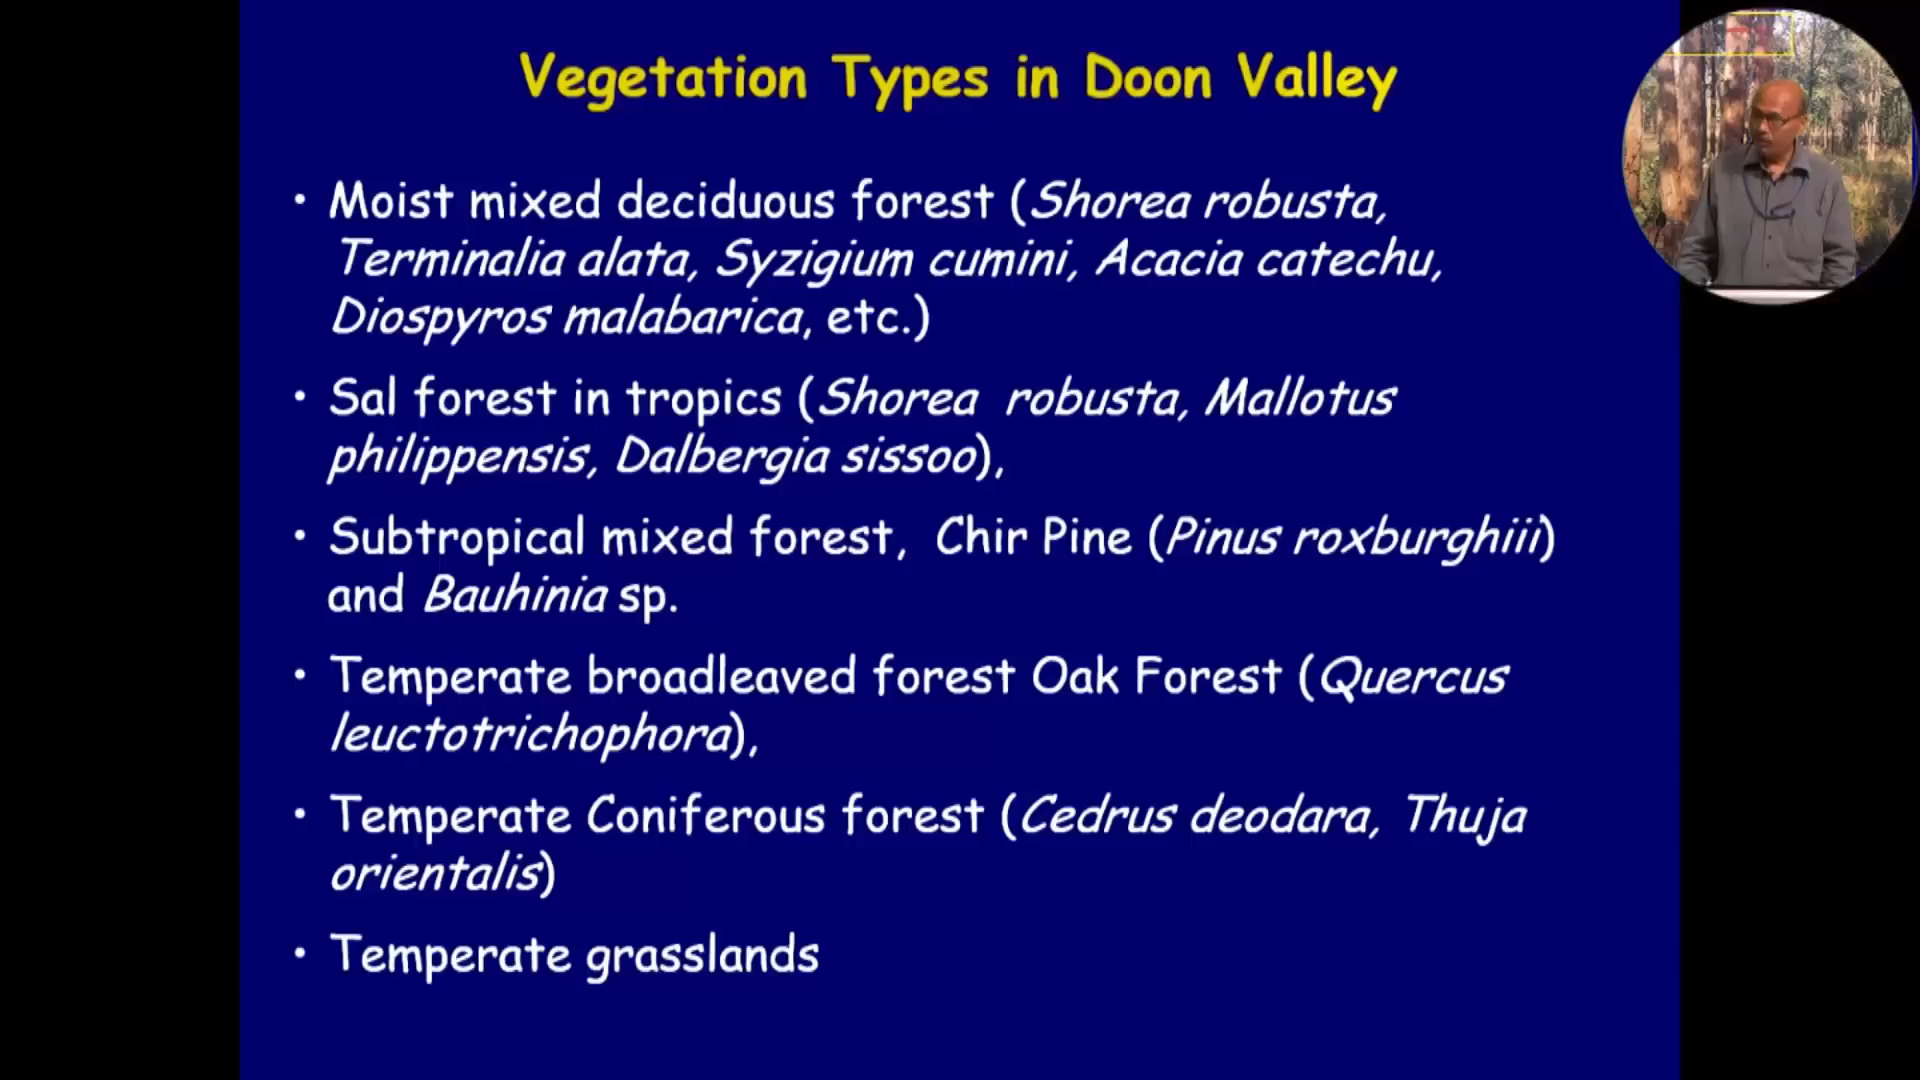 Vegetation Types in Doon Valley
• Moist mixed deciduous forest (Shorea robusta,
Terminalia alata, Syzigium cumini, Acacia catechu,
Diospyros malabarica, etc.)
• Sal forest in tropics (Shorea robusta, Mallotus
philippensis, Dalbergia sissoo),
• Subtropical mixed forest, Chir Pine (Pinus roxburghiii)
and Bauhinia sp.
• Temperate broadleaved forest Oak Forest (Quercus
leuctotrichophora),
• Temperate Coniferous forest (Cedrus deodara, Thuja
orientalis)
• Temperate grasslands